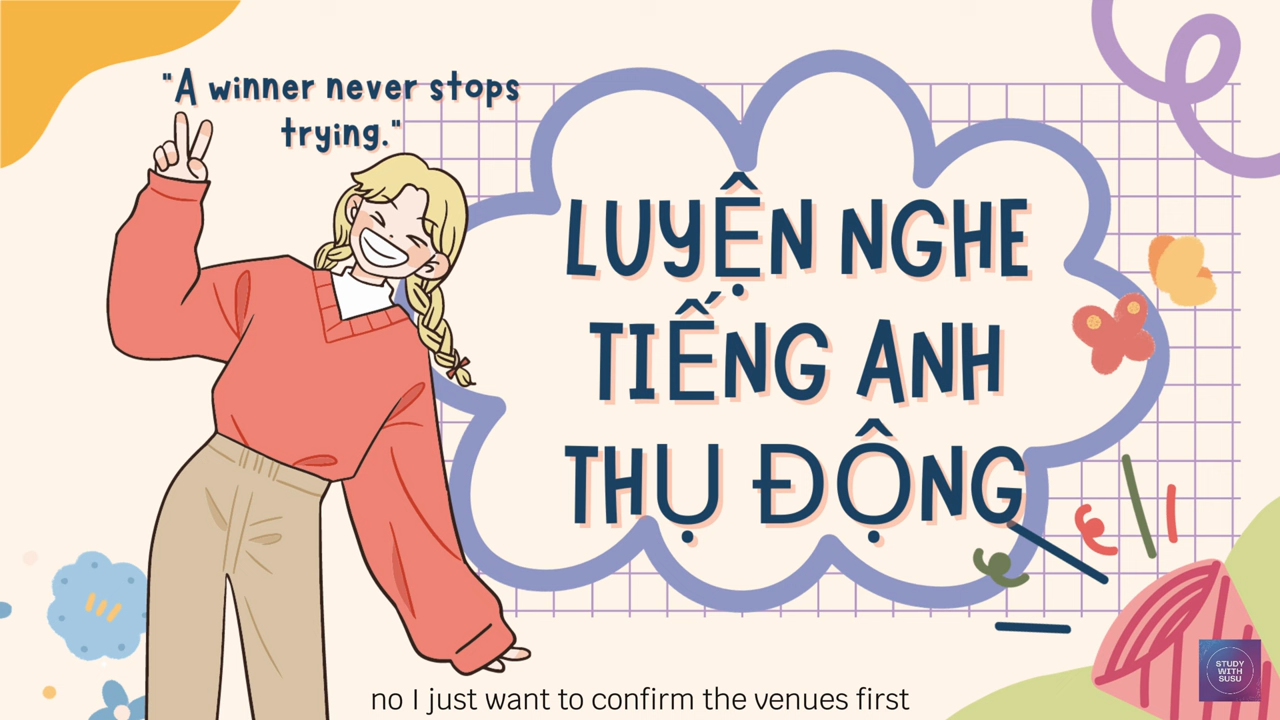 "A winner never stops
trying."
LUYỆN NGHE
TIẾNG ANH
THỤ ĐỘNG
STUDY
WITH
SUSU
no I just want to confirm the venues first